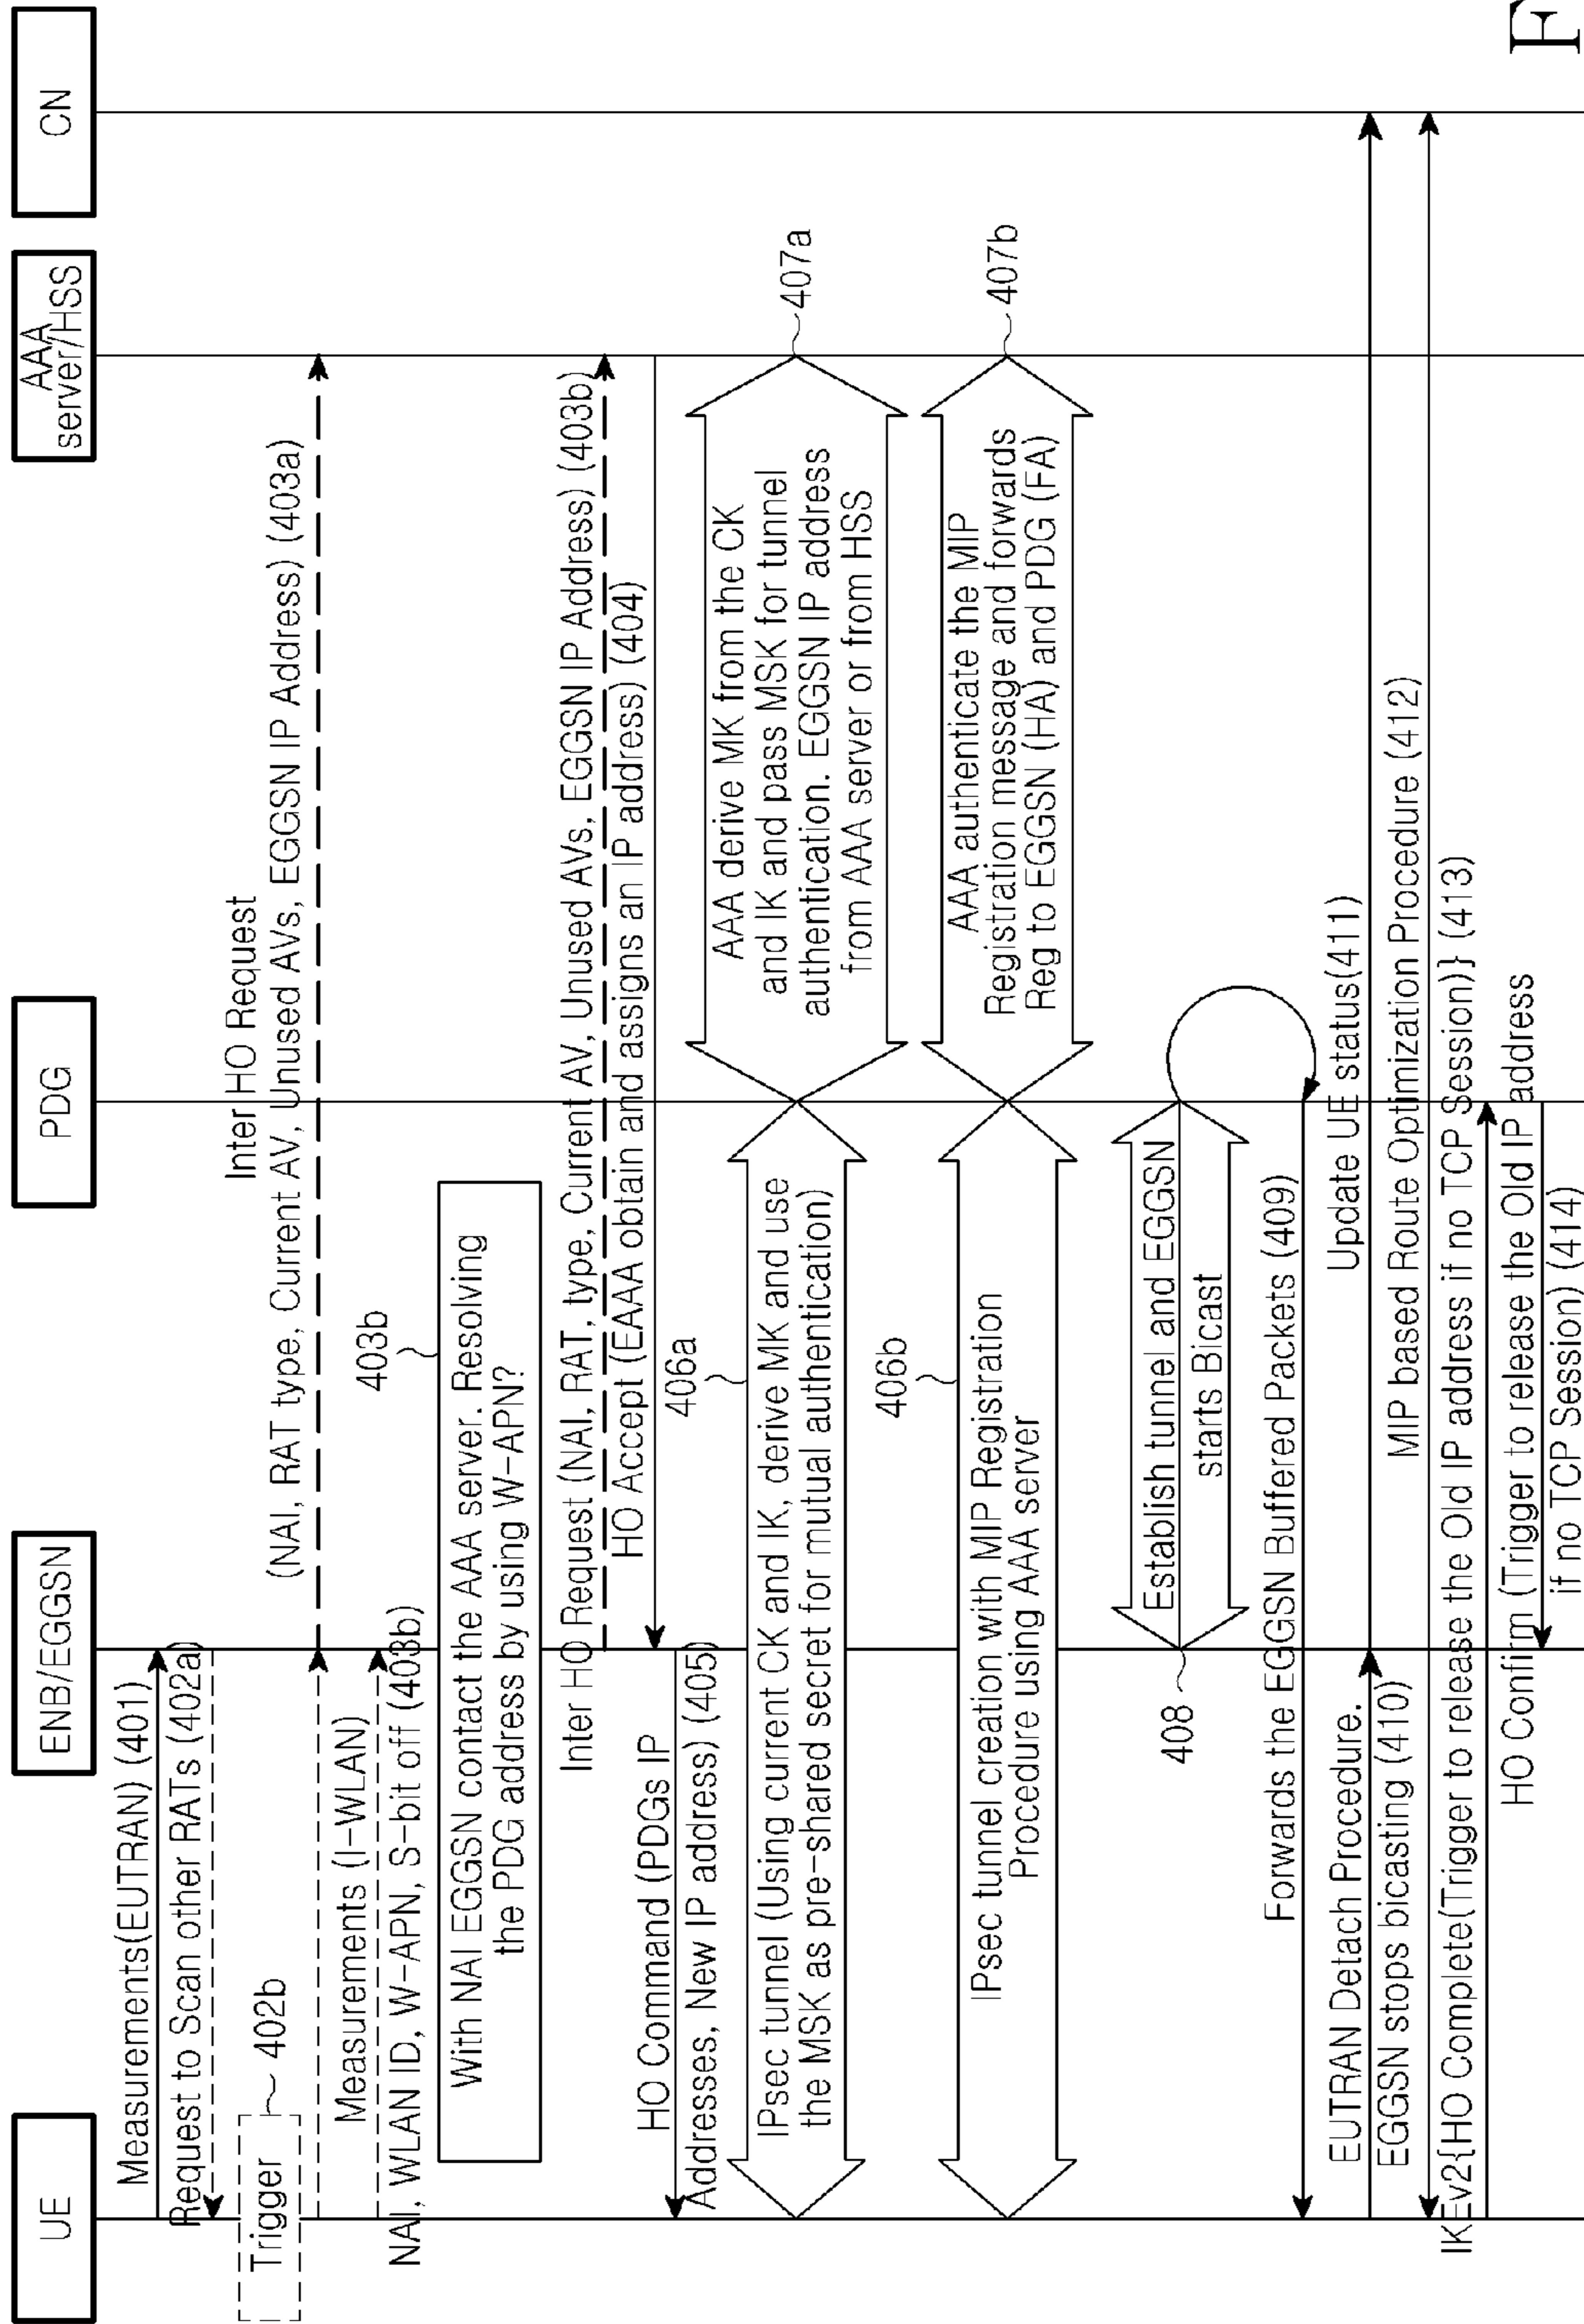 UE
ENB/EGGSN
PDG
AAA
server/HSS
CN
Measurements(EUTRAN) (401)
Request to Scan other RATs (402a)
Trigger
402b
Inter HO Request
(NAI, RAT type, Current AV, Unused AVs, EGGSN IP Address) (403a)
Measurements (I-WLAN)
NAI, WLAN ID, W-APN, S-bit off (403b)
403b
With NAI EGGSN contact the AAA server. Resolving
the PDG address by using W-APN?
Inter HO Request (NAI, RAT, type, Current AV, Unused AVs, EGGSN IP Address) (403b)
HO Accept (EAAA obtain and assigns an IP address) (404)
HO Command (PDGs IP
Addresses, New IP address) (405)
406a
IPsec tunnel (Using current CK and IK, derive MK and use
the MSK as pre-shared secret for mutual authentication)
AAA derive MK from the CK
and IK and pass MSK for tunnel
authentication. EGGSN IP address
from AAA server or from HSS
407a
406b
IPsec tunnel creation with MIP Registration
Procedure using AAA server
AAA authenticate the MIP
Registration message and forwards
Reg to EGGSN (HA) and PDG (FA)
407b
Establish tunnel and EGGSN
starts Bicast
408
Forwards the EGGSN Buffered Packets (409)
EUTRAN Detach Procedure.
EGGSN stops bicasting (410)
Update UE status(411)
MIP based Route Optimization Procedure (412)
IKEv2{HO Complete(Trigger to release the Old IP address if no TCP Session)} (413)
HO Confirm (Trigger to release the Old IP address
if no TCP Session) (414)
F